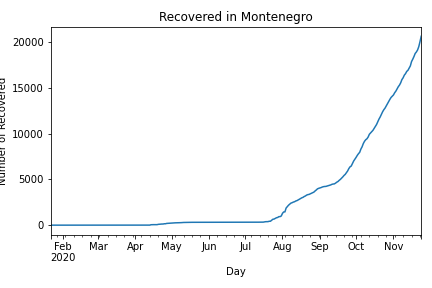 Recovered in Montenegro
Number of Recovered
20000
15000
10000
5000
0
Feb Mar Apr May Jun Jul Aug Sep Oct Nov
2020
Day